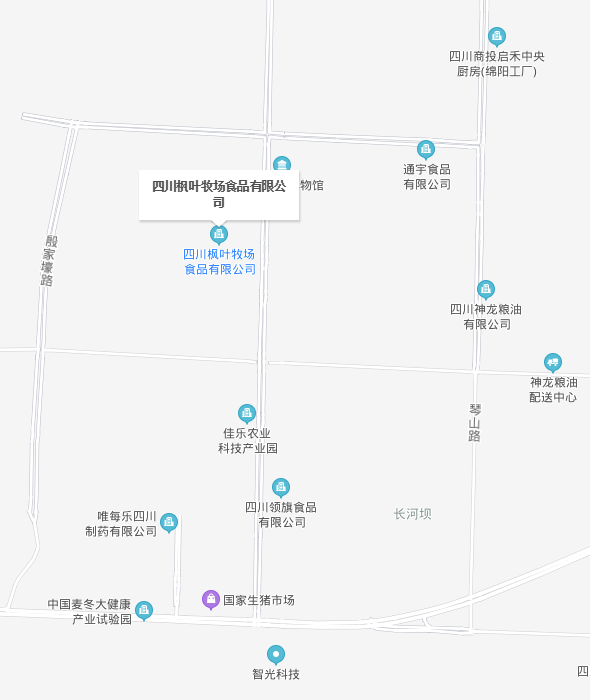 四川商投启禾中央
厨房(绵阳工厂)
通宇食品
有限公司
物馆
四川枫叶牧场食品有限公
司
四川枫叶牧场
食品有限公司
殷家壕路
四川神龙粮油
有限公司
神龙粮油
配送中心
琴山路
佳乐农业
科技产业园
四川领旗食品
有限公司
长河坝
唯每乐四川
制药有限公司
国家生猪市场
中国麦冬大健康
产业试验园
智光科技
四